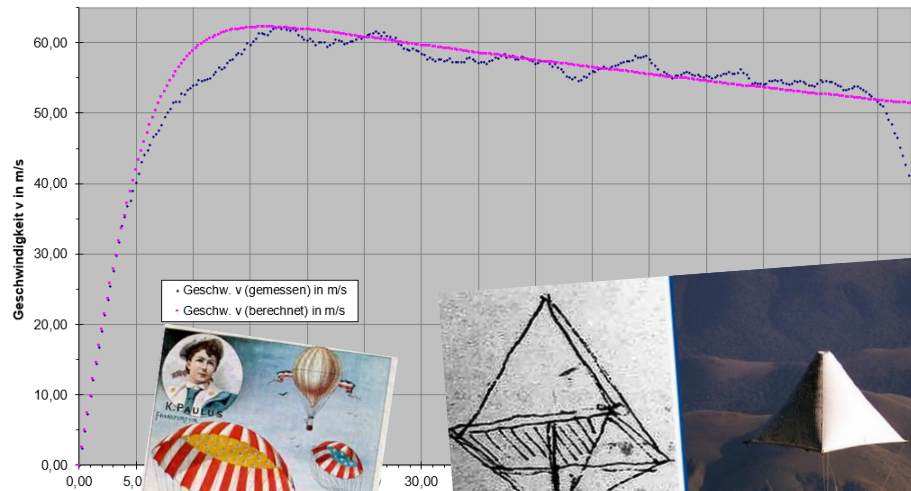 60,00
50,00
Geschwindigkeit v in m/s
40,00
30,00
Geschw. v (gemessen) in m/s
Geschw. v (berechnet) in m/s
20,00
K. PAULUS
10,00
0,00
0,00
5,0
30,00